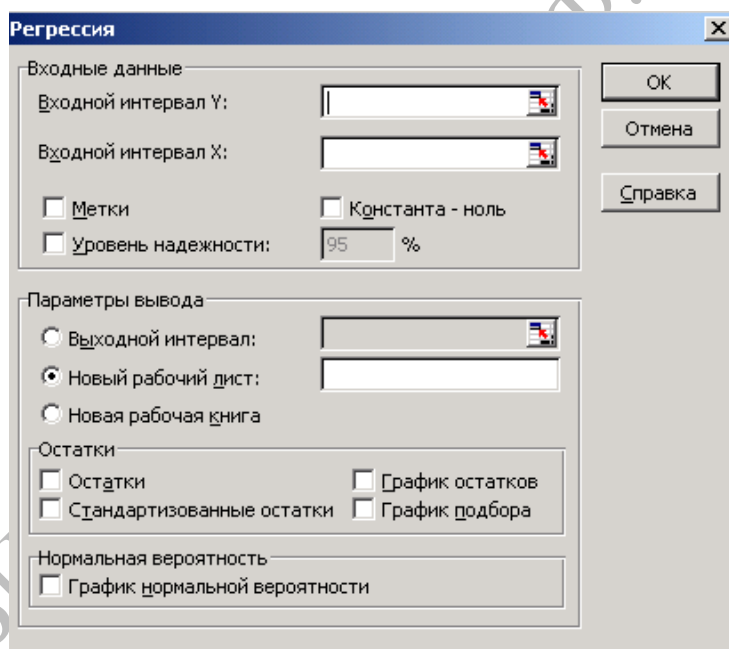 Регрессия
Входные данные
Входной интервал Y:
Входной интервал X:
Метки
Константа - ноль
Уровень надежности:
95 %
Параметры вывода
Выходной интервал:
Новый рабочий лист:
Новая рабочая книга
Остатки
Остатки
График остатков
Стандартизованные остатки
График подбора
Нормальная вероятность
График нормальной вероятности
ОК
Отмена
Справка